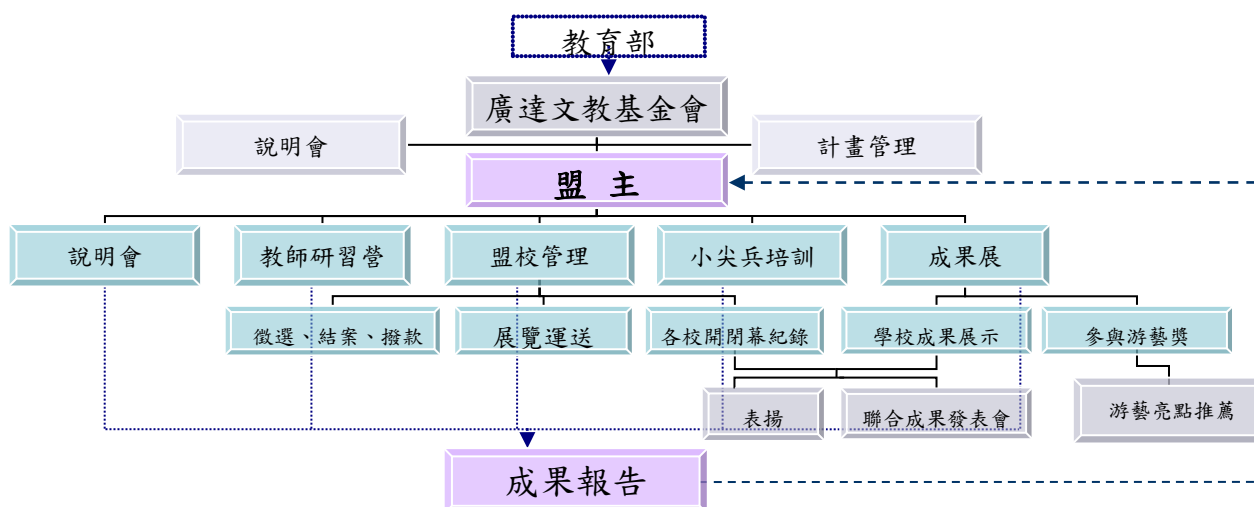 教育部
廣達文教基金會
說明會
計畫管理
盟 主
說明會
教師研習營
盟校管理
小尖兵培訓
成果展
徵選、結案、撥款
展覽運送
各校開閉幕紀錄
學校成果展示
參與游藝獎
表揚
聯合成果發表會
游藝亮點推薦
成果報告